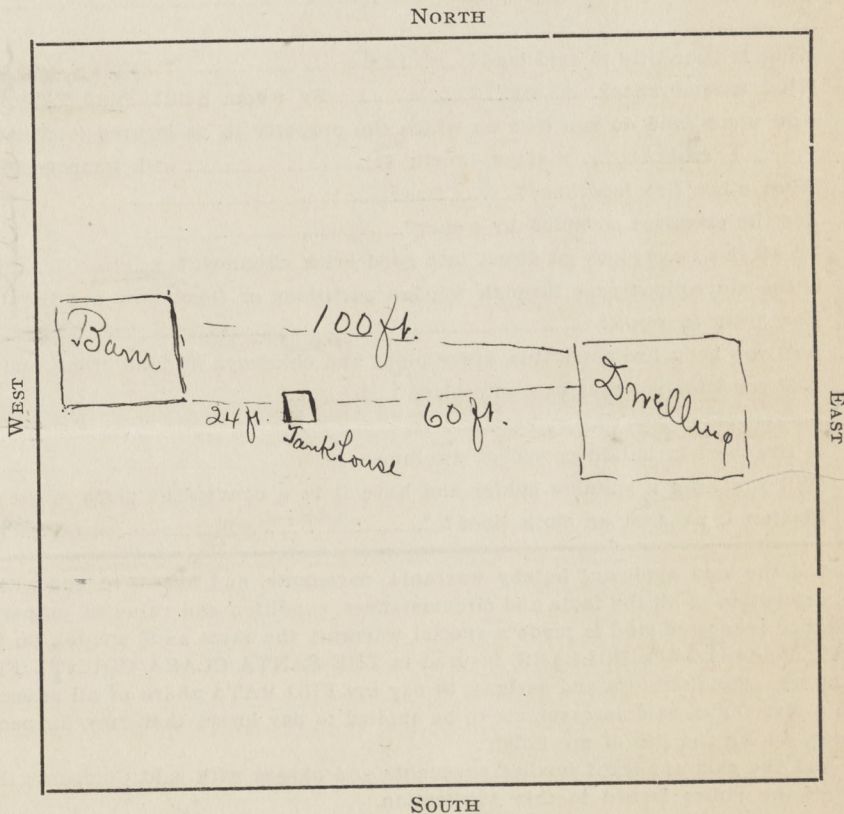 NORTH
Barn
100 ft.
Dwelling
WEST
24 ft.
60 ft.
EAST
Tank House
SOUTH